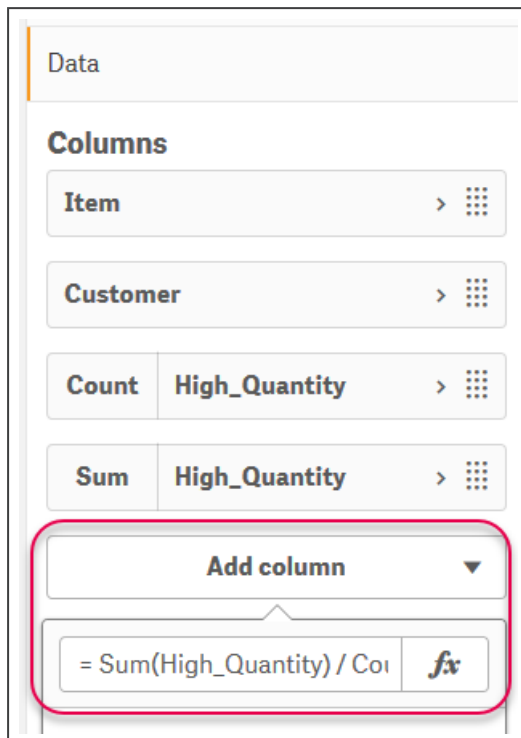 Data
Columns
Item
Customer
Count High_Quantity
Sum High_Quantity
Add column
= Sum(High_Quantity) / Cou fx